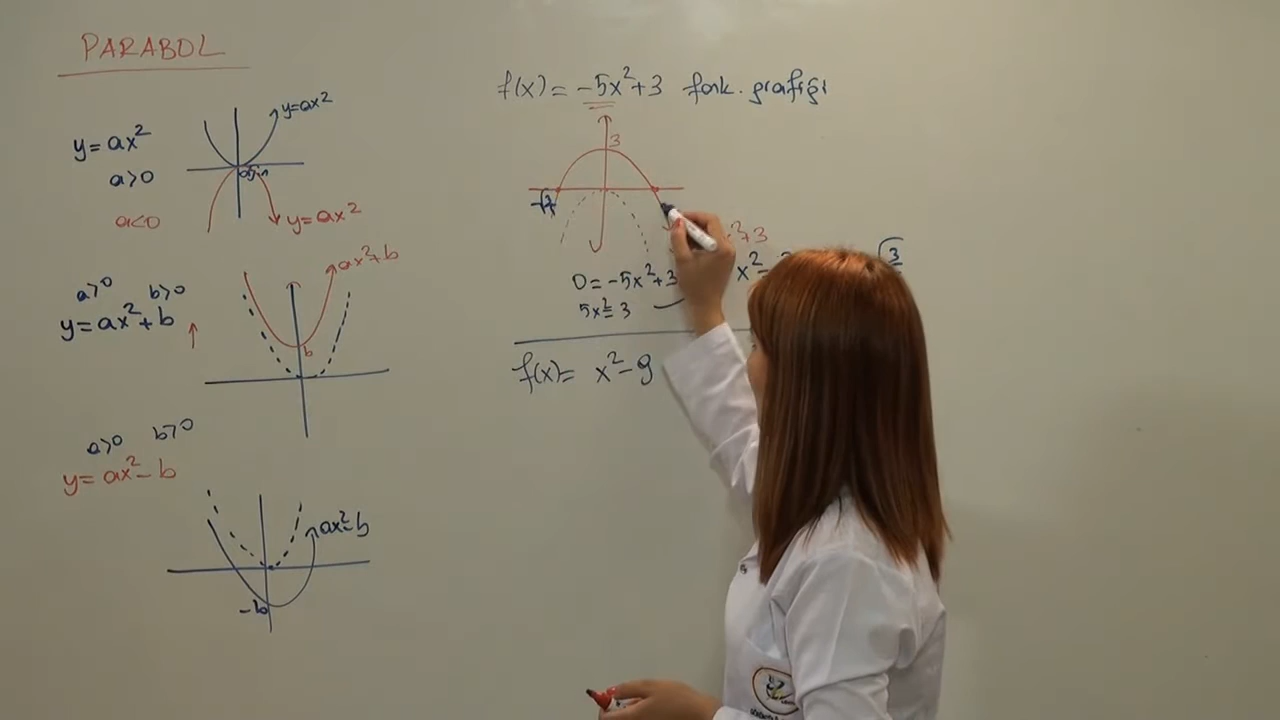 PARABOL
y=ax²
y=ax²
a>0
a<0
y=ax²
a>0 b>0
y=ax²+b
ax²+b
b
a>0 b>0
y=ax²-b
ax²-b
-b
f(x)=-5x²+3 fonk. grafiği
3
0=-5x²+3
5x²=3
f(x)= x²-9